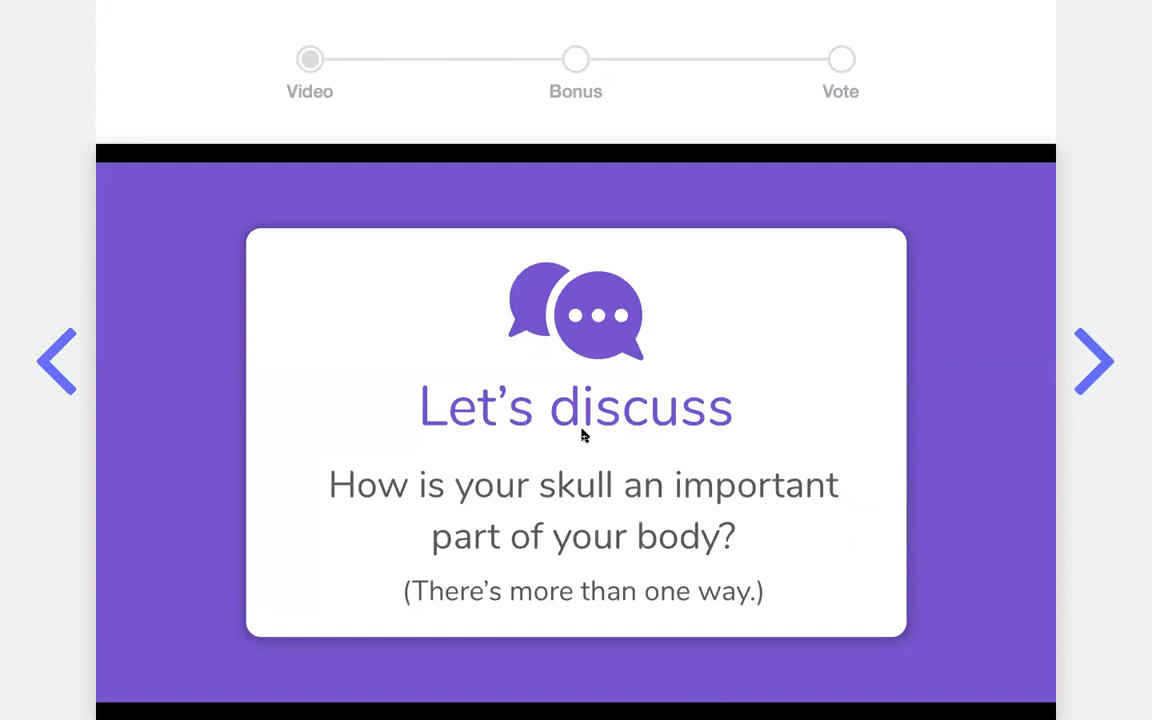 Video
Bonus
Vote
Let’s discuss
How is your skull an important
part of your body?
(There’s more than one way.)